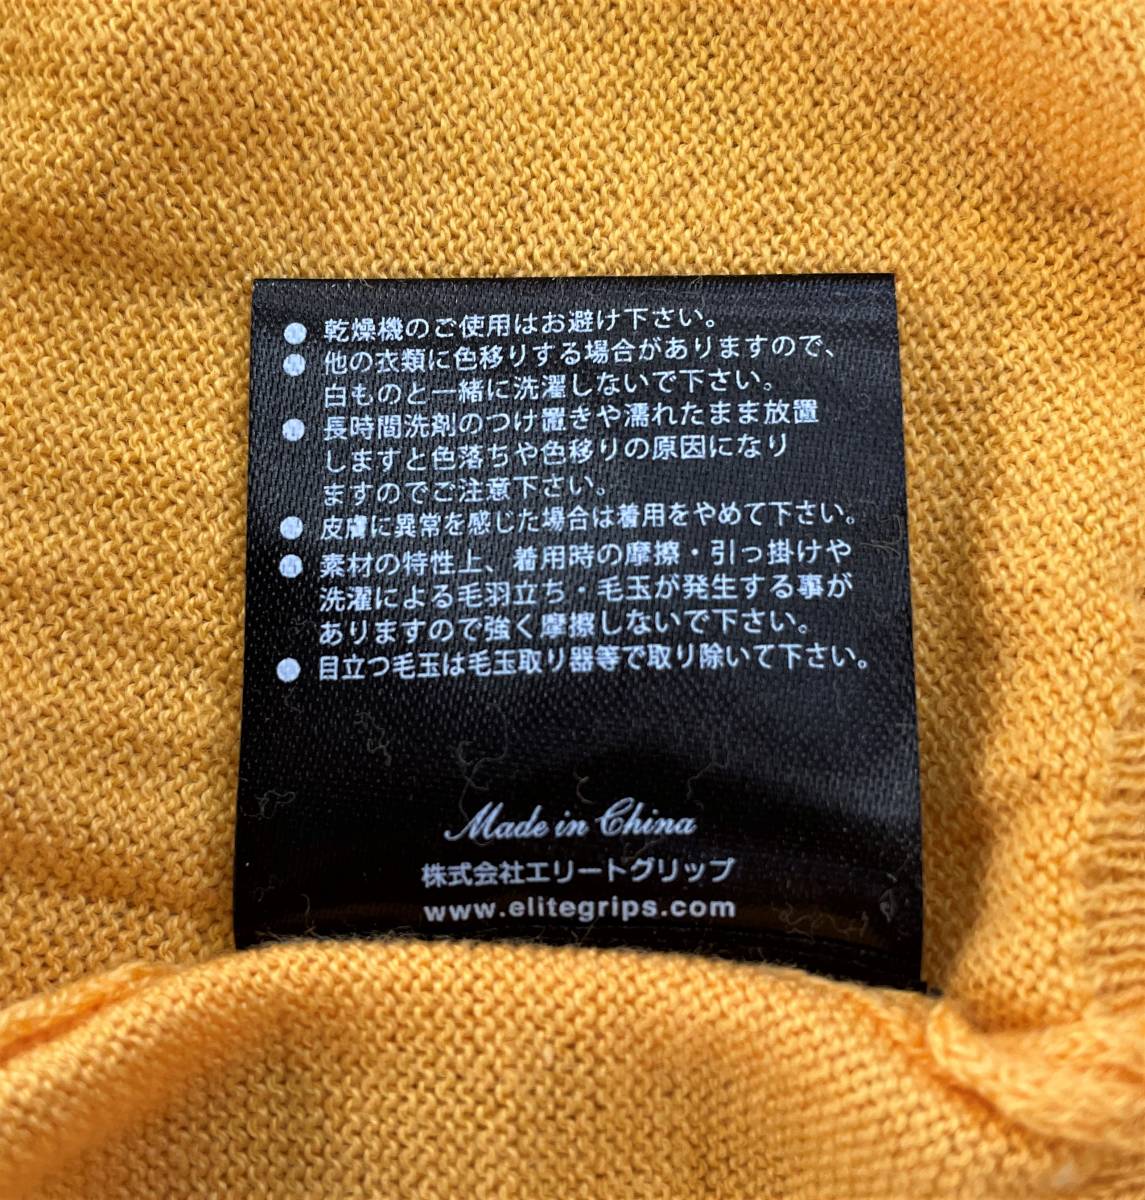 ● 乾燥機のご使用はお避け下さい。
● 他の衣類に色移りする場合がありますので、
白ものと一緒に洗濯しないで下さい。
● 長時間洗剤のつけ置きや濡れたまま放置
しますと色落ちや色移りの原因になり
ますのでご注意下さい。
● 皮膚に異常を感じた場合は着用をやめて下さい。
● 素材の特性上、着用時の摩擦・引っ掛けや
洗濯による毛羽立ち・毛玉が発生する事が
ありますので強く摩擦しないで下さい。
● 目立つ毛玉は毛玉取り器等で取り除いて下さい。
Made in China
株式会社エリートグリップ
www.elitegrips.com